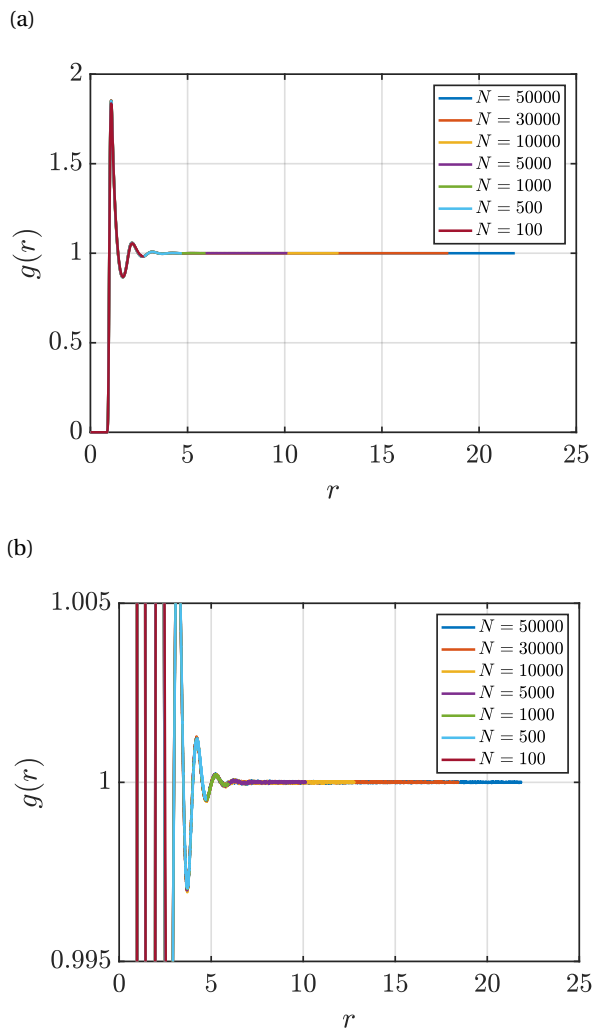 (a)
2
1.5
1
0.5
0
0 5 10 15 20 25
g(r)
r
N = 50000
N = 30000
N = 10000
N = 5000
N = 1000
N = 500
N = 100
(b)
1.005
1
0.995
0 5 10 15 20 25
g(r)
r
N = 50000
N = 30000
N = 10000
N = 5000
N = 1000
N = 500
N = 100